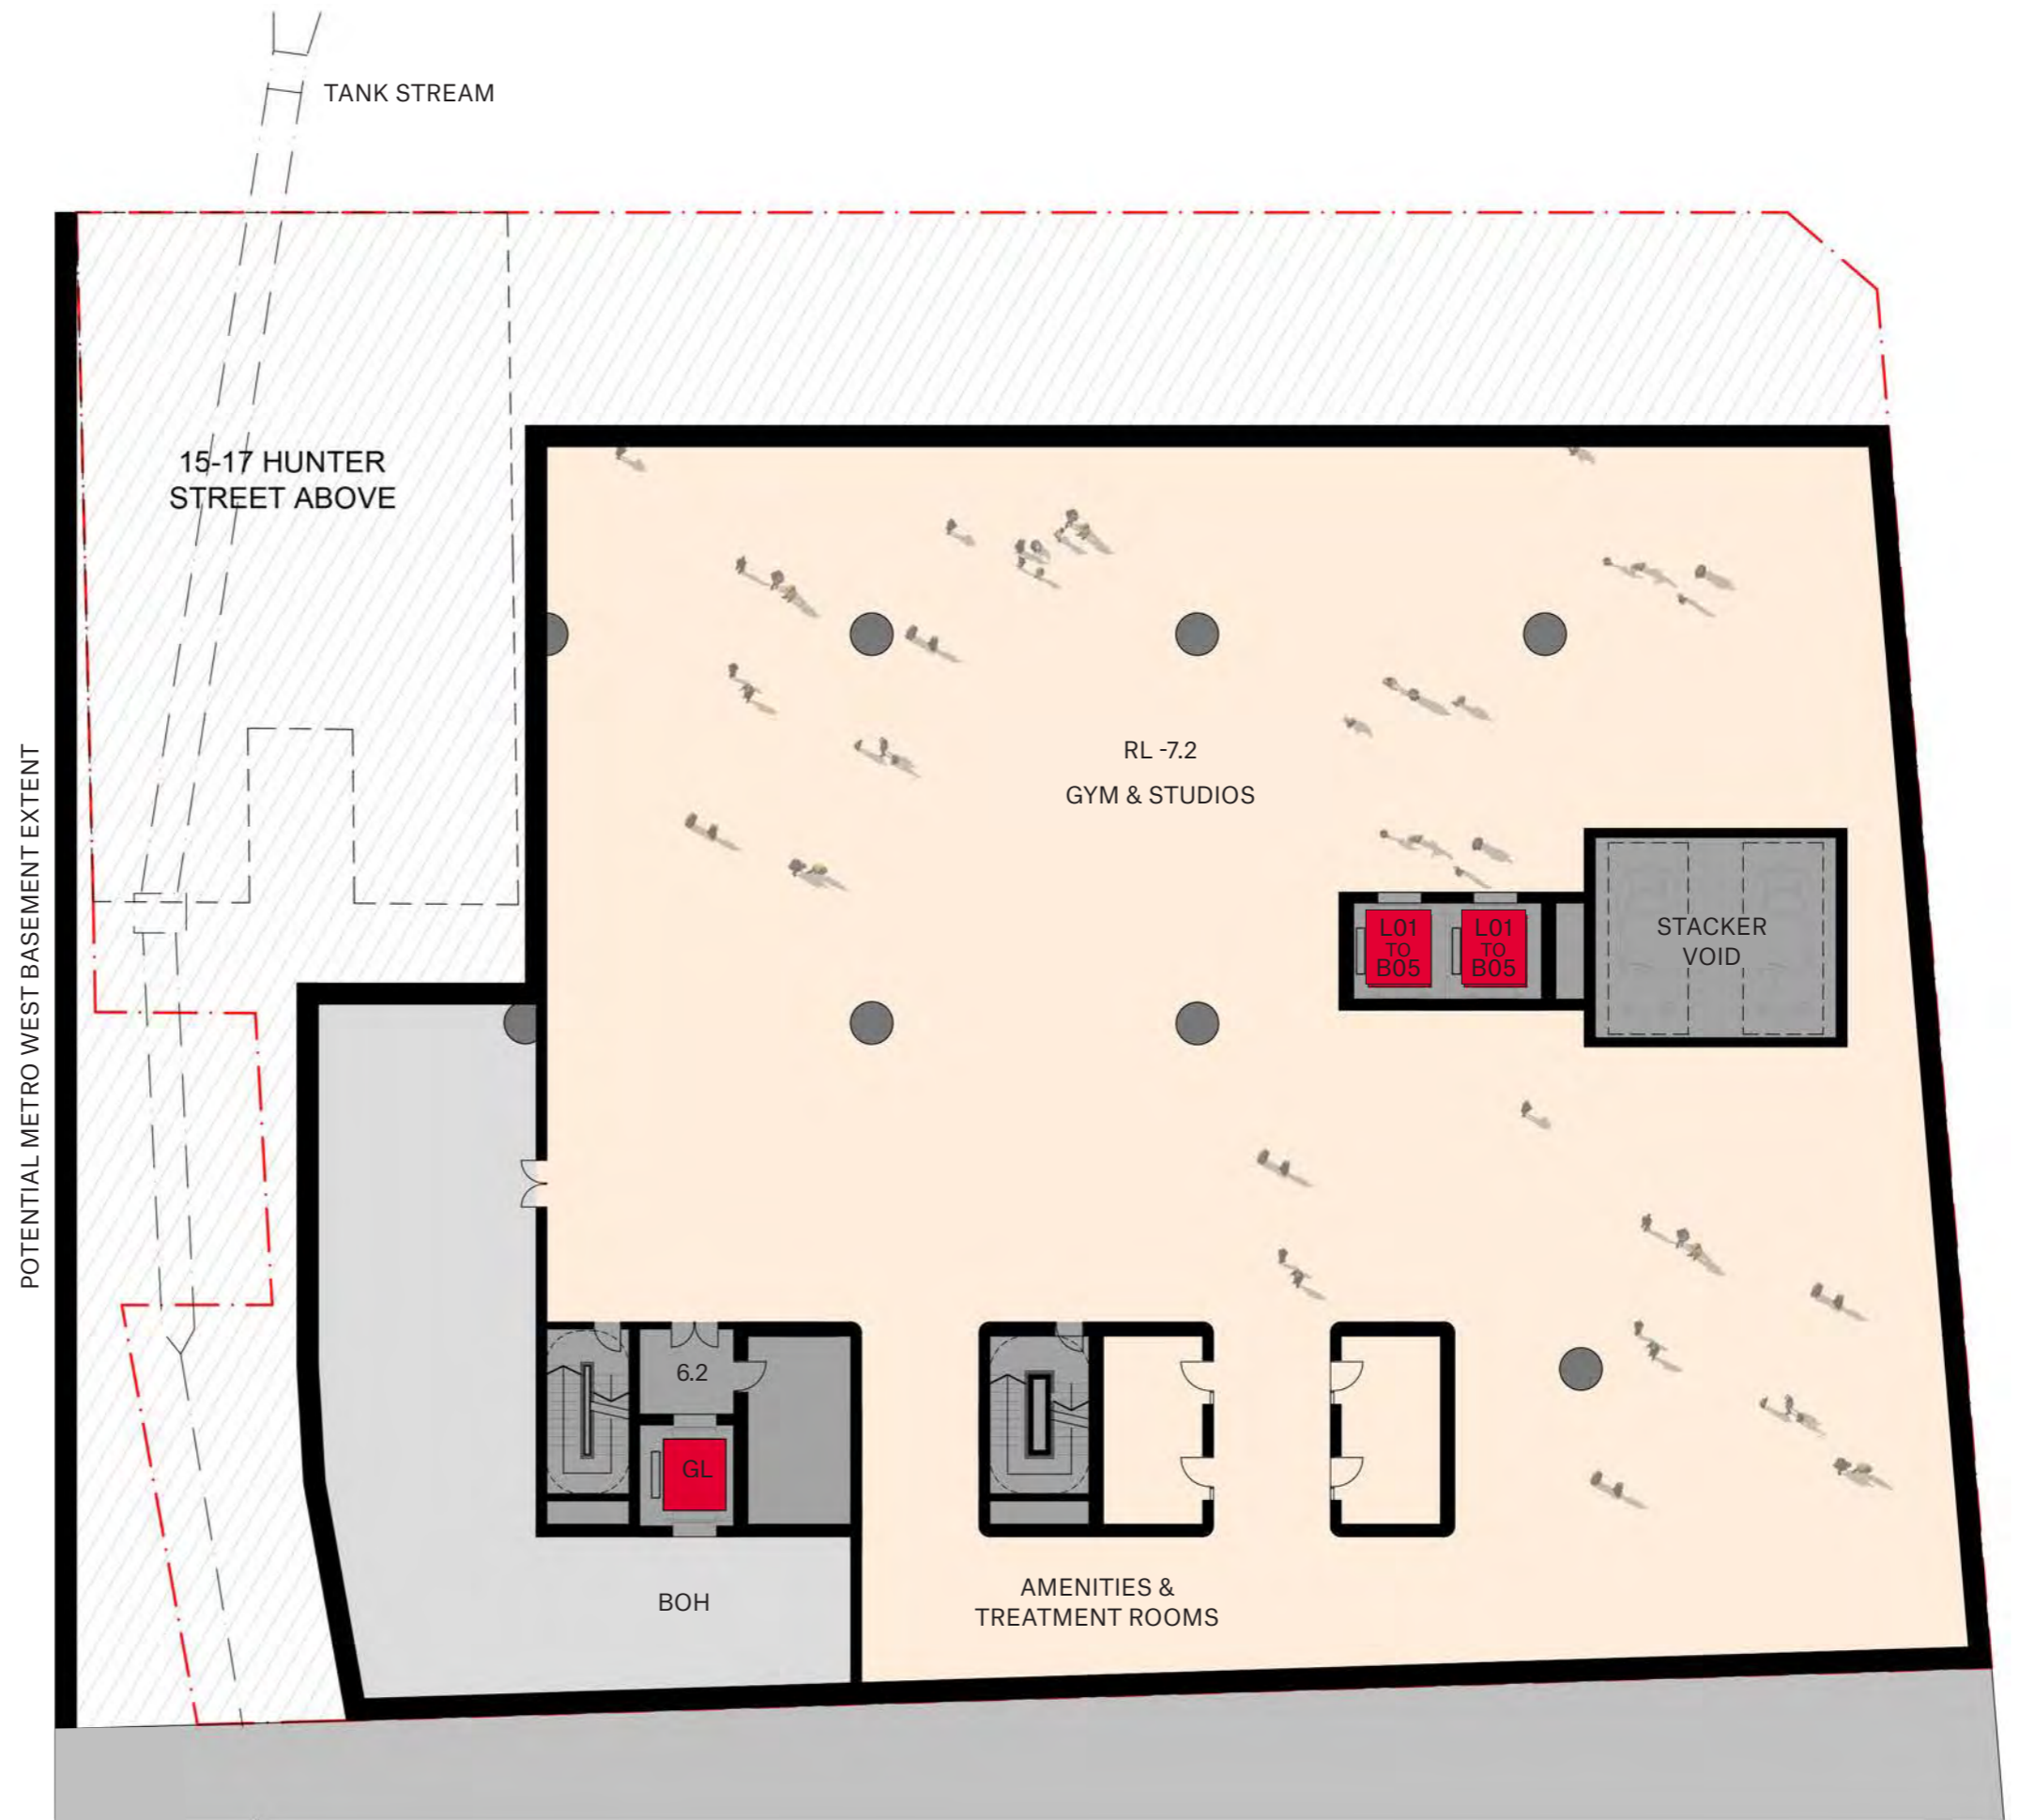 TANK STREAM
15-17 HUNTER
STREET ABOVE
POTENTIAL METRO WEST BASEMENT EXTENT
RL -7.2
GYM & STUDIOS
L01
TO
B05
L01
TO
B05
STACKER
VOID
6.2
GL
BOH
AMENITIES &
TREATMENT ROOMS